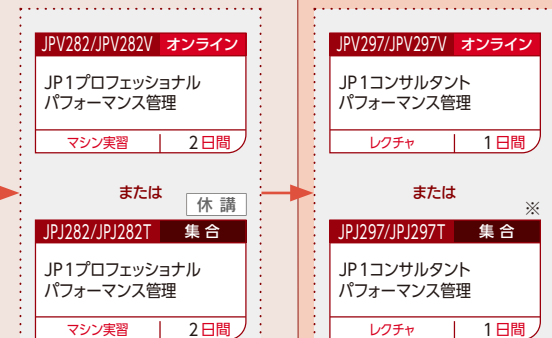 JPV282/JPV282V オンライン
JP1プロフェッショナル
パフォーマンス管理
マシン実習 2日間
または
休講
JPJ282/JPJ282T 集合
JP1プロフェッショナル
パフォーマンス管理
マシン実習 2日間
JPV297/JPV297V オンライン
JP1コンサルタント
パフォーマンス管理
レクチャ 1日間
または
※
JPJ297/JPJ297T 集合
JP1コンサルタント
パフォーマンス管理
レクチャ 1日間